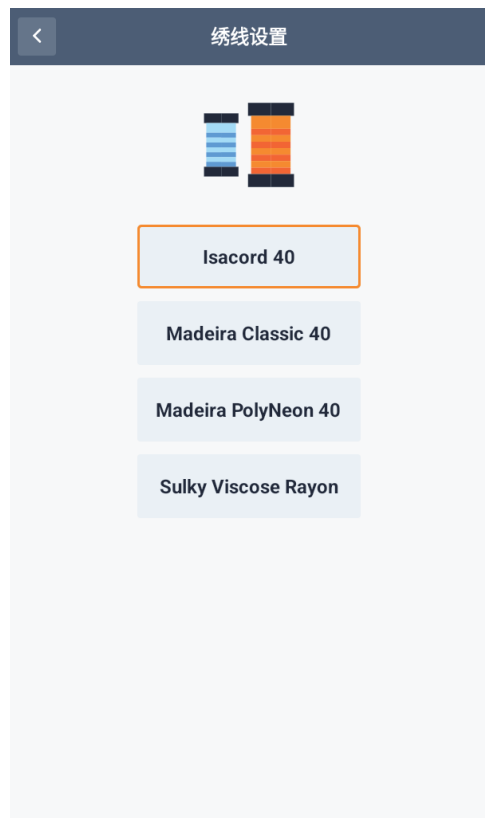 绣线设置
Isacord 40
Madeira Classic 40
Madeira PolyNeon 40
Sulky Viscose Rayon